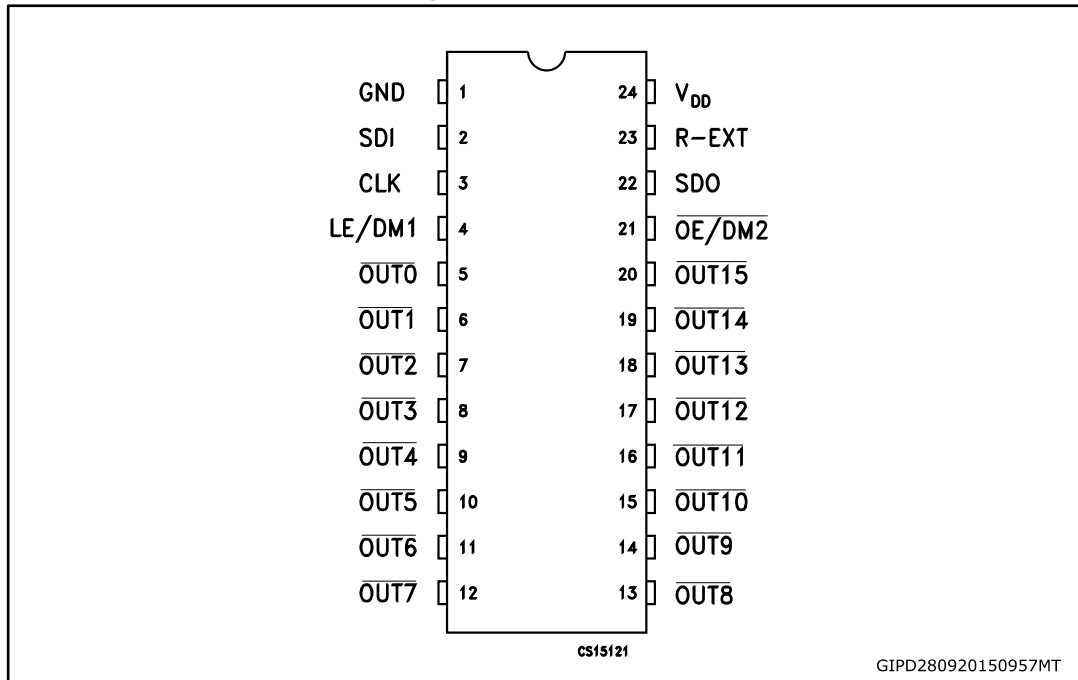 GND 1 24 VDD
SDI 2 23 R-EXT
CLK 3 22 SDO
LE/DM1 4 21 OE/DM2
OUT0 5 20 OUT15
OUT1 6 19 OUT14
OUT2 7 18 OUT13
OUT3 8 17 OUT12
OUT4 9 16 OUT11
OUT5 10 15 OUT10
OUT6 11 14 OUT9
OUT7 12 13 OUT8
CS15121
GIPD280920150957MT